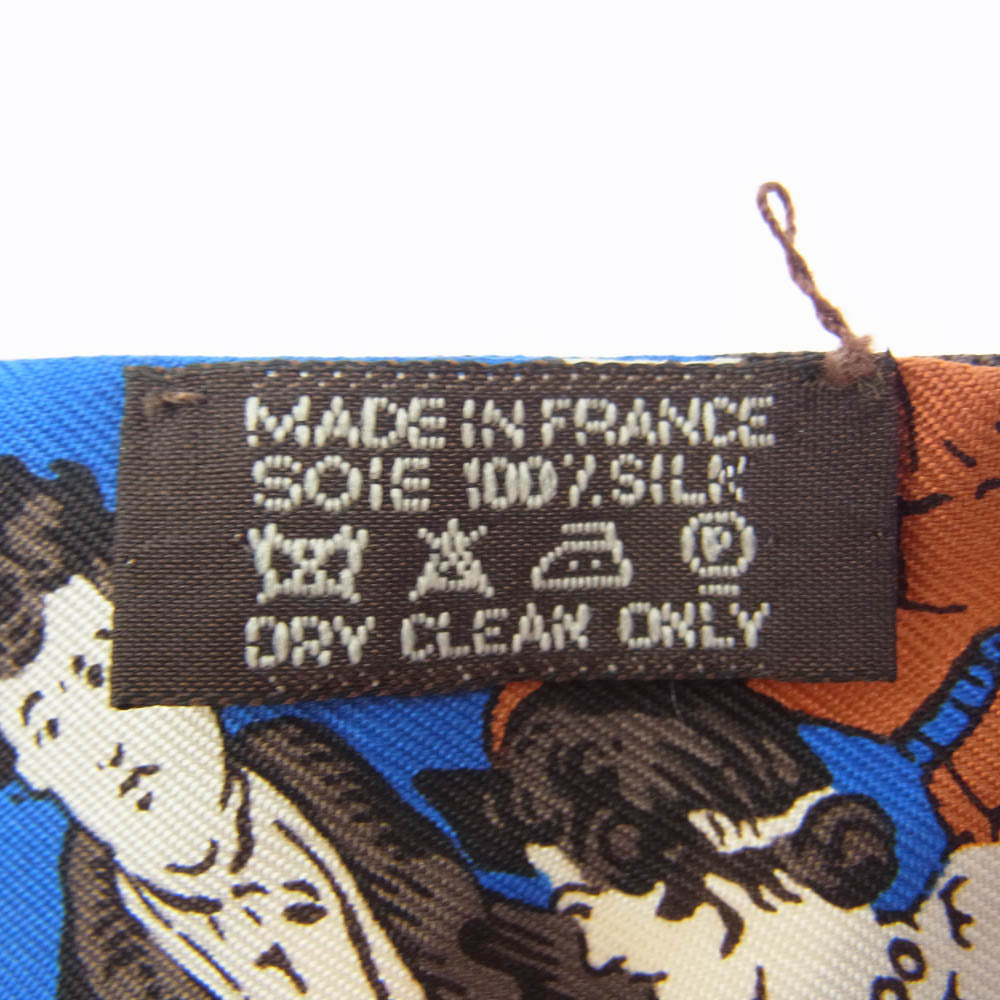 MADE IN FRANCE
SOIE 100% SILK
P
DRY CLEAN ONLY